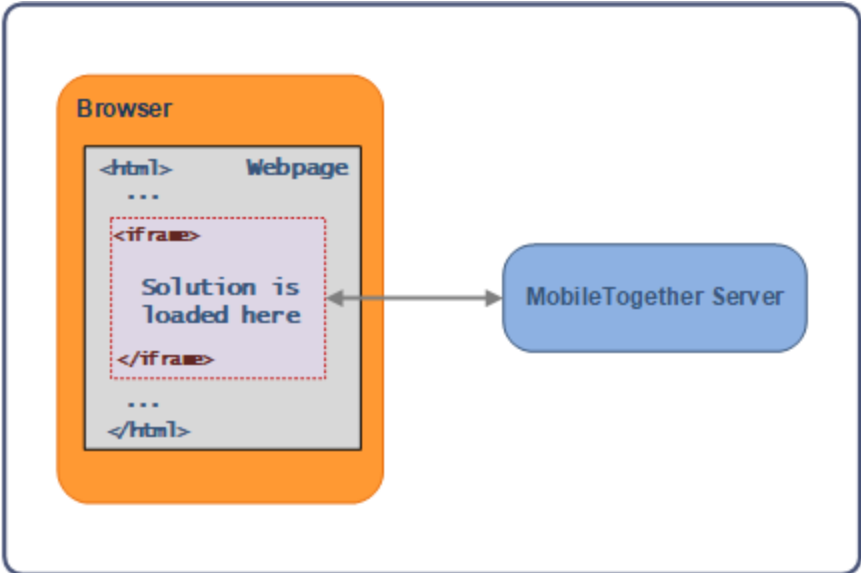 Browser
<html> Webpage
...
<iframe>
Solution is
loaded here
</iframe>
...
</html>
MobileTogether Server